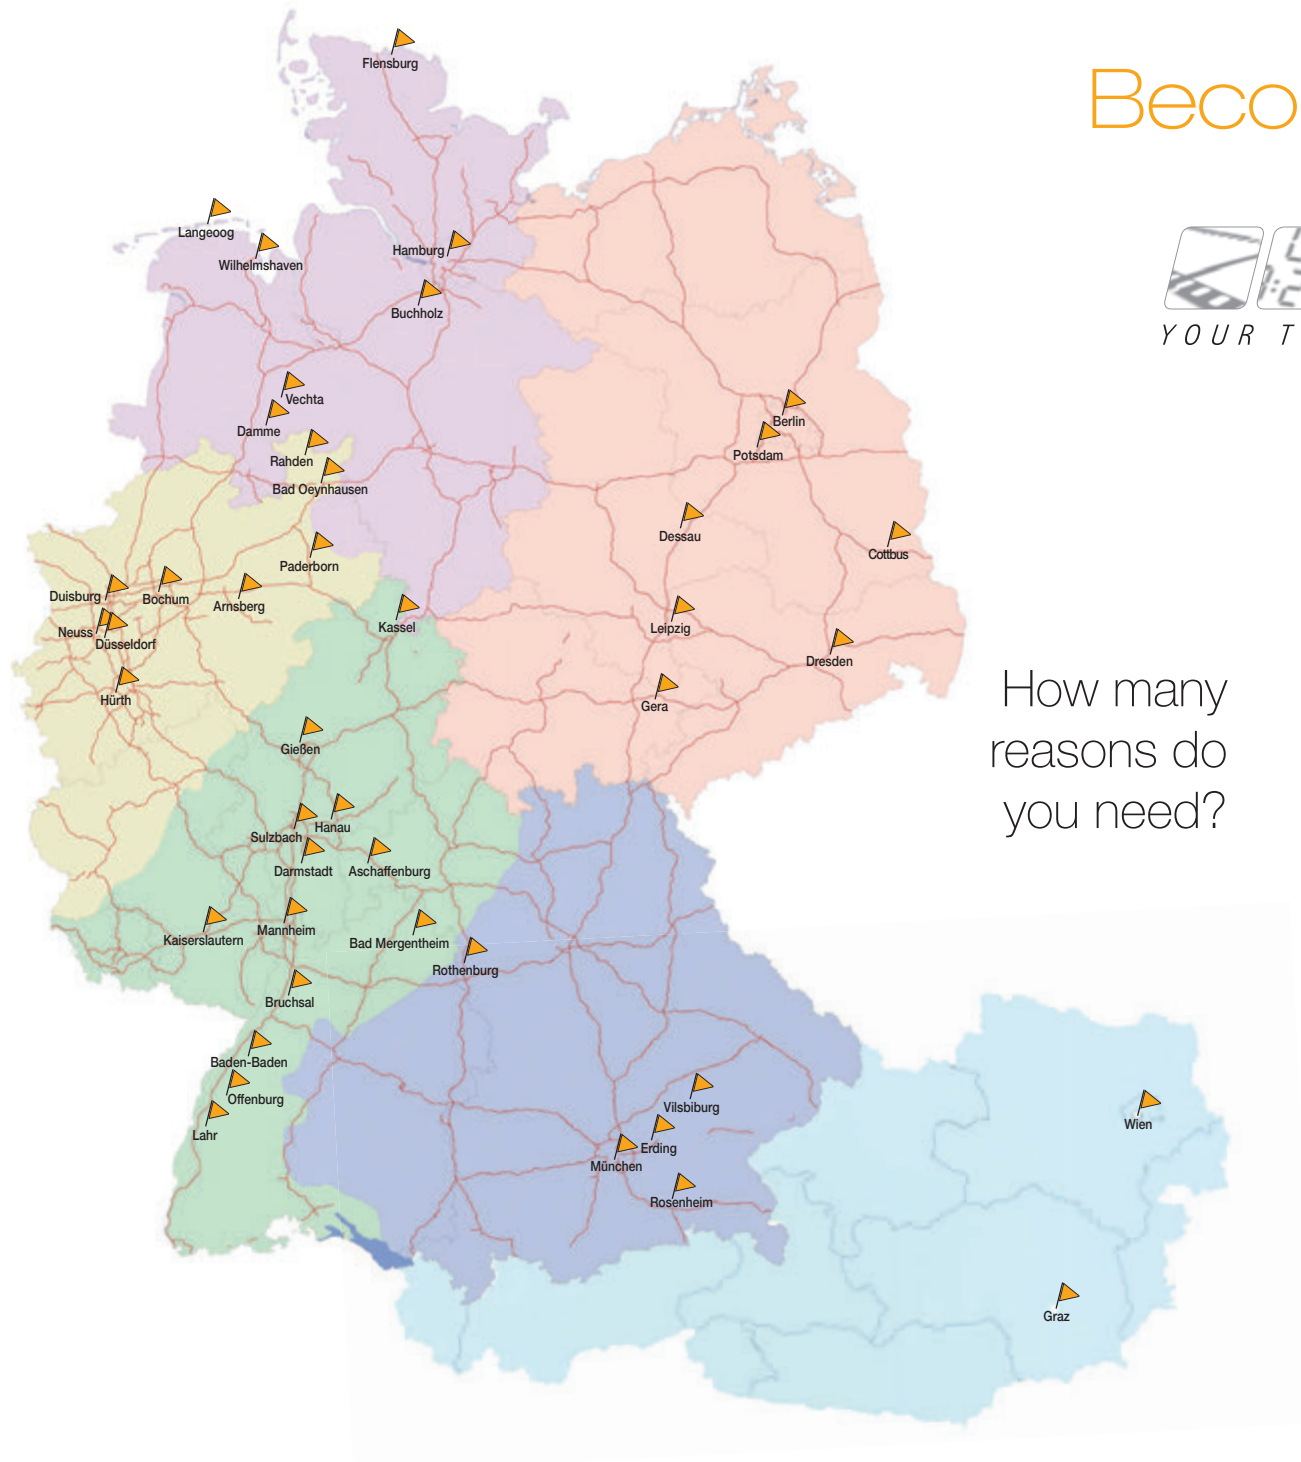 Flensburg
Beco
Langeoog
Wilhelmshaven
Hamburg
Buchholz
YOUR T
Vechta
Damme
Berlin
Rahden
Potsdam
Bad Oeynhausen
Dessau
Cottbus
Paderborn
Duisburg
Bochum
Arnsberg
Neuss
Düsseldorf
Kassel
Leipzig
Dresden
Hürth
Gera
How many
reasons do
you need?
Gießen
Sulzbach
Hanau
Darmstadt
Aschaffenburg
Kaiserslautern
Mannheim
Bad Mergentheim
Rothenburg
Bruchsal
Baden-Baden
Offenburg
Lahr
Vilsbiburg
Erding
München
Rosenheim
Wien
Graz